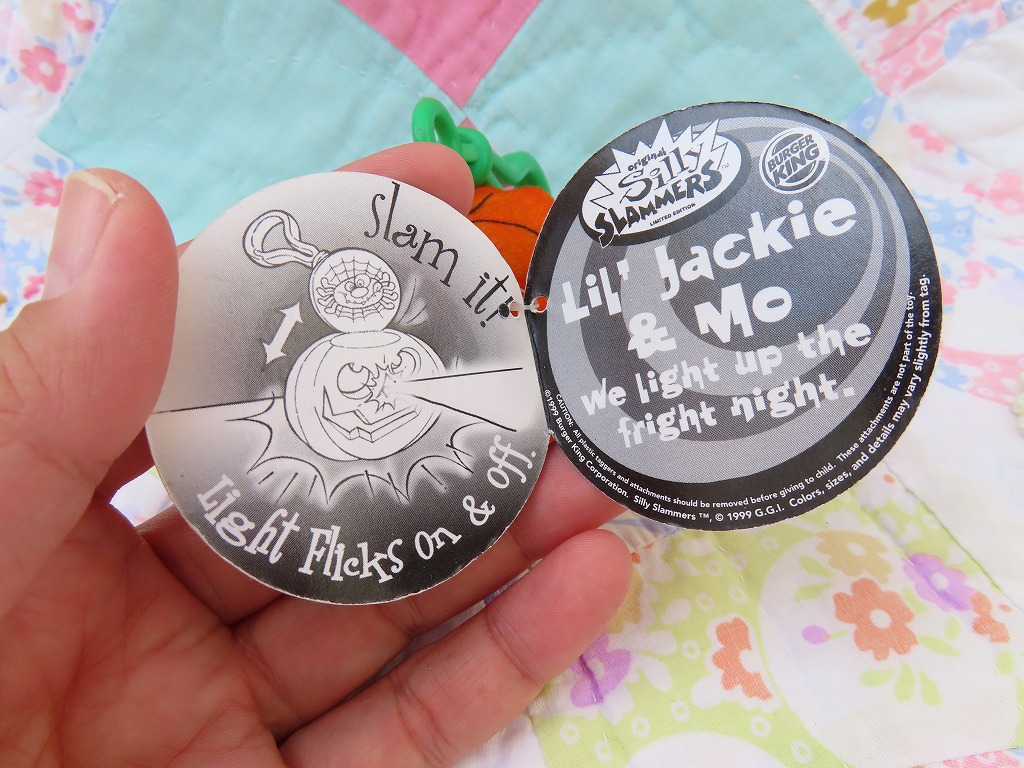 Slam it!
Light Flicks on & off.
original
Silly
SLAMMERS™
LIMITED EDITION
BURGER
KING
Lil' Jackie
& Mo
We light up the
fright night.
CAUTION: All plastic taggers and attachments should be removed before giving to child. These attachments are not part of the toy.
©1999 Burger King Corporation. Silly Slammers ™, © 1999 G.G.I. Colors, sizes, and details may vary slightly from tag.